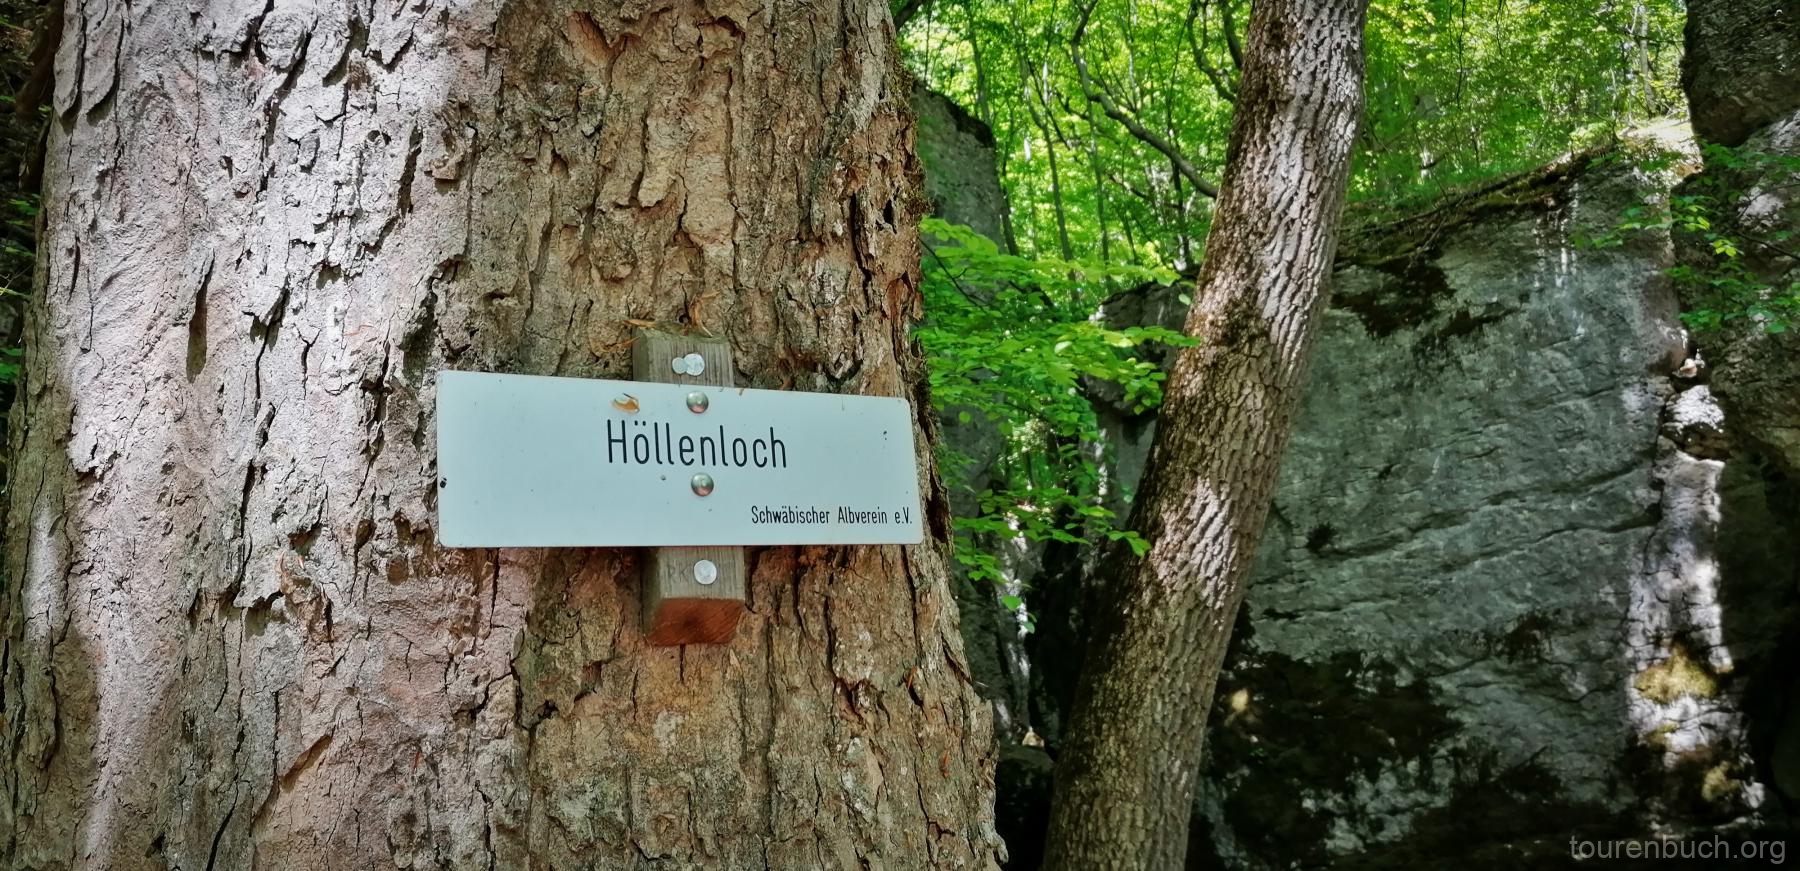 Höllenloch
Schwäbischer Albverein e.V.
tourenbuch.org